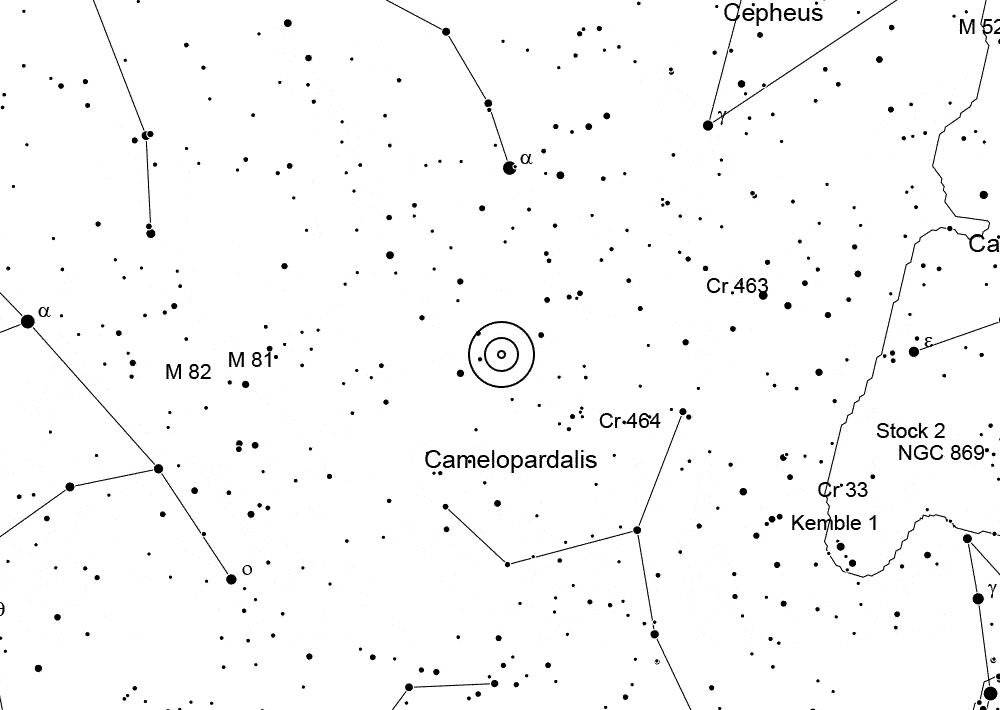 Cepheus
M 52
γ
α
Ca
Cr 463
α
ε
M 81
M 82
Cr 464
Stock 2
NGC 869
Camelopardalis
Cr 33
Kemble 1
ο
γ
θ